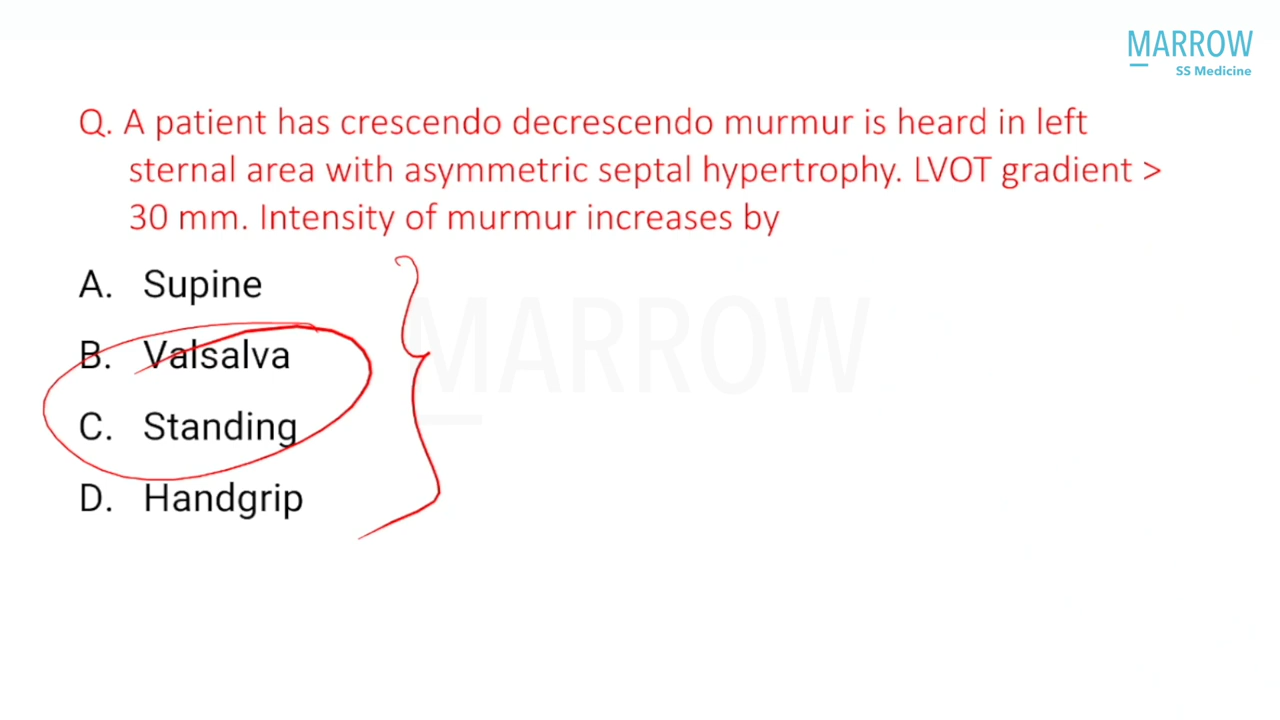 MARROW
SS Medicine
Q. A patient has crescendo decrescendo murmur is heard in left
sternal area with asymmetric septal hypertrophy. LVOT gradient >
30 mm. Intensity of murmur increases by
A. Supine
B. Valsalva
C. Standing
D. Handgrip
MARROW